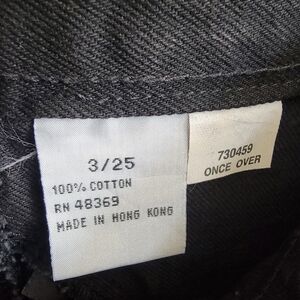 3/25
100% COTTON
RN 48369
MADE IN HONG KONG
730459
ONCE OVER